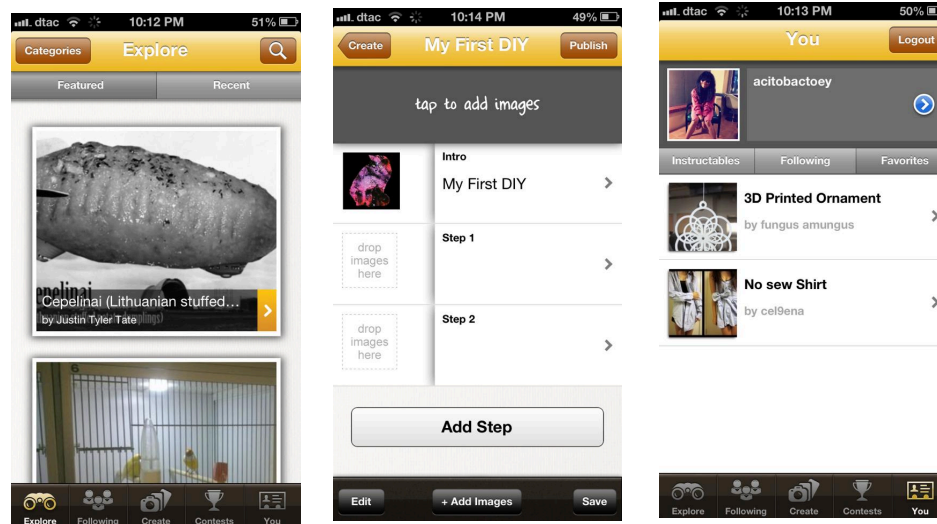 dtac 10:12 PM 51%
Categories Explore
Featured Recent
Cepelinai (Lithuanian stuffed...
by Justin Tyler Tate
Explore Following Create Contests You
dtac 10:14 PM 49%
Create My First DIY Publish
tap to add images
Intro
My First DIY
drop
images
here
Step 1
drop
images
here
Step 2
Add Step
Edit + Add Images Save
dtac 10:13 PM 50%
You Logout
acitobactoey
Instructables Following Favorites
3D Printed Ornament
by fungus amungus
No sew Shirt
by cel9ena
Explore Following Create Contests You